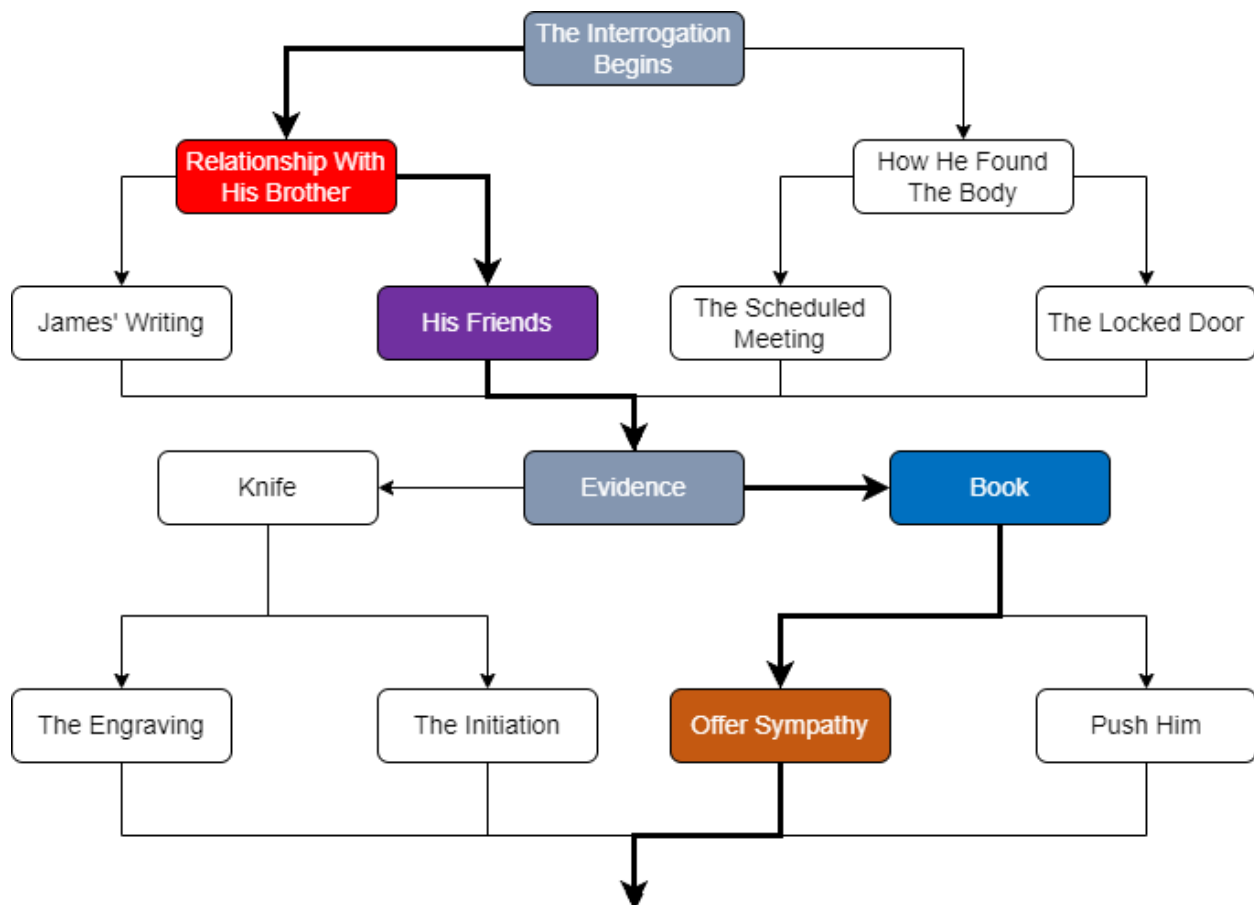 The Interrogation
Begins
Relationship With
His Brother
How He Found
The Body
James' Writing
His Friends
The Scheduled
Meeting
The Locked Door
Knife
Evidence
Book
The Engraving
The Initiation
Offer Sympathy
Push Him